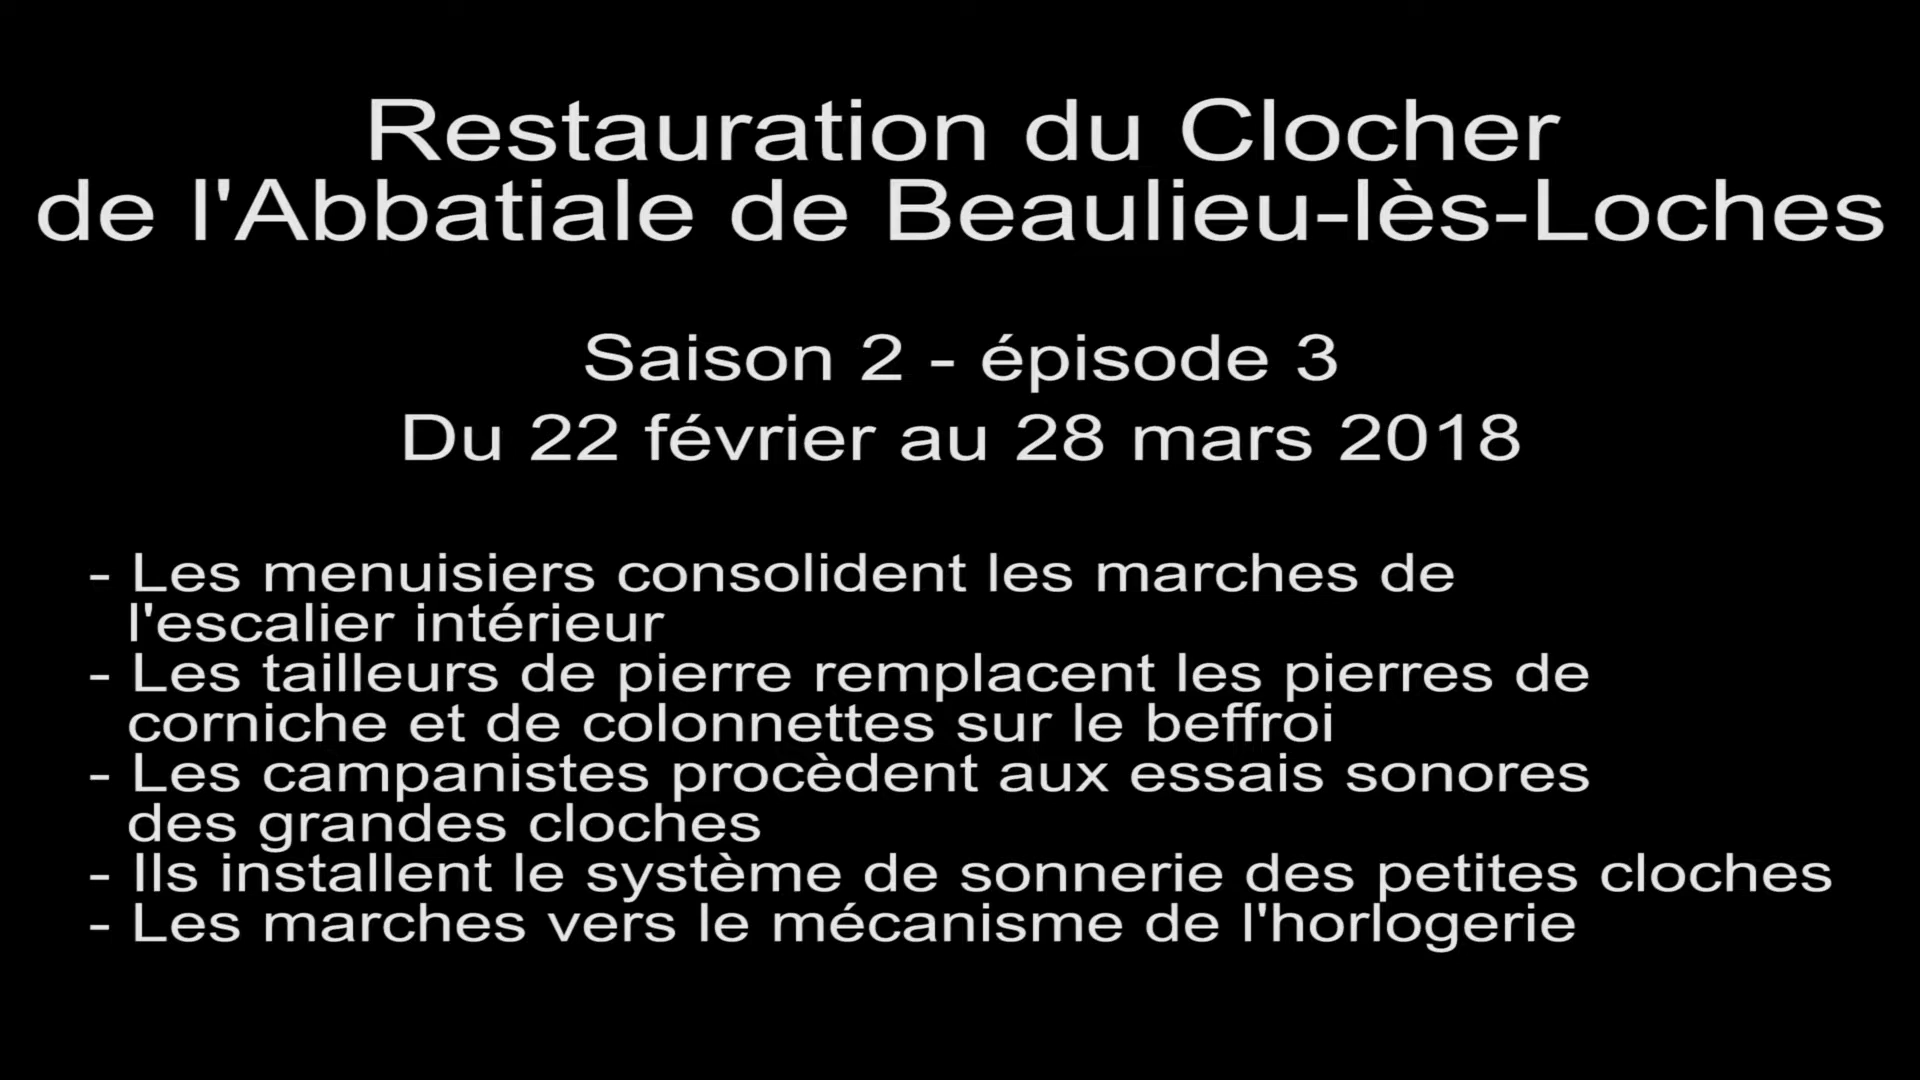 Restauration du Clocher
de l'Abbatiale de Beaulieu-lès-Loches
Saison 2 - épisode 3
Du 22 février au 28 mars 2018
- Les menuisiers consolident les marches de
l'escalier intérieur
- Les tailleurs de pierre remplacent les pierres de
corniche et de colonnettes sur le beffroi
- Les campanistes procèdent aux essais sonores
des grandes cloches
- Ils installent le système de sonnerie des petites cloches
- Les marches vers le mécanisme de l'horlogerie